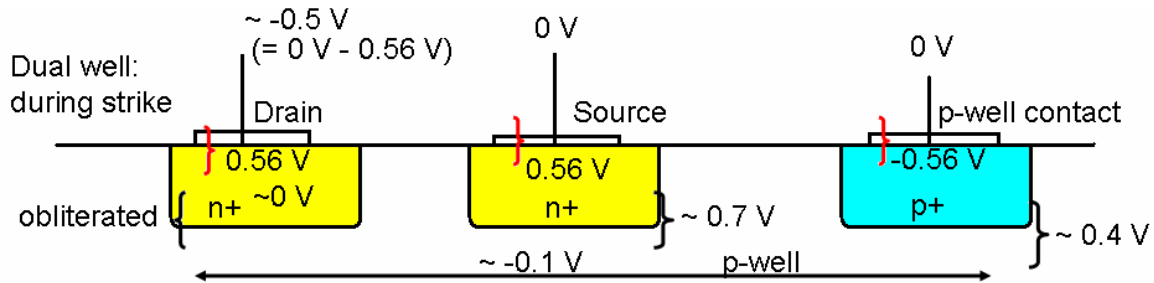 ~ -0.5 V
(= 0 V - 0.56 V)
0 V
0 V
Dual well:
during strike
Drain
Source
p-well contact
0.56 V
0.56 V
-0.56 V
obliterated
n+
~0 V
n+
~ 0.7 V
p+
~ 0.4 V
~ -0.1 V
p-well